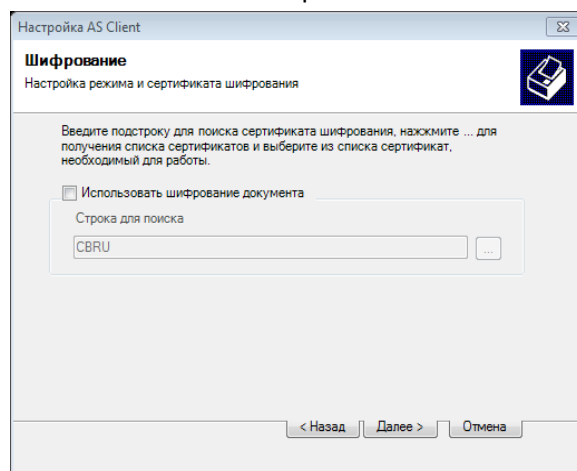 Настройка AS Client
Шифрование
Настройка режима и сертификата шифрования
Введите подстроку для поиска сертификата шифрования, нажжмите ... для
получения списка сертификатов и выберите из списка сертификат,
необходимый для работы.
Использовать шифрование документа
Строка для поиска
CBRU
...
< Назад Далее > Отмена